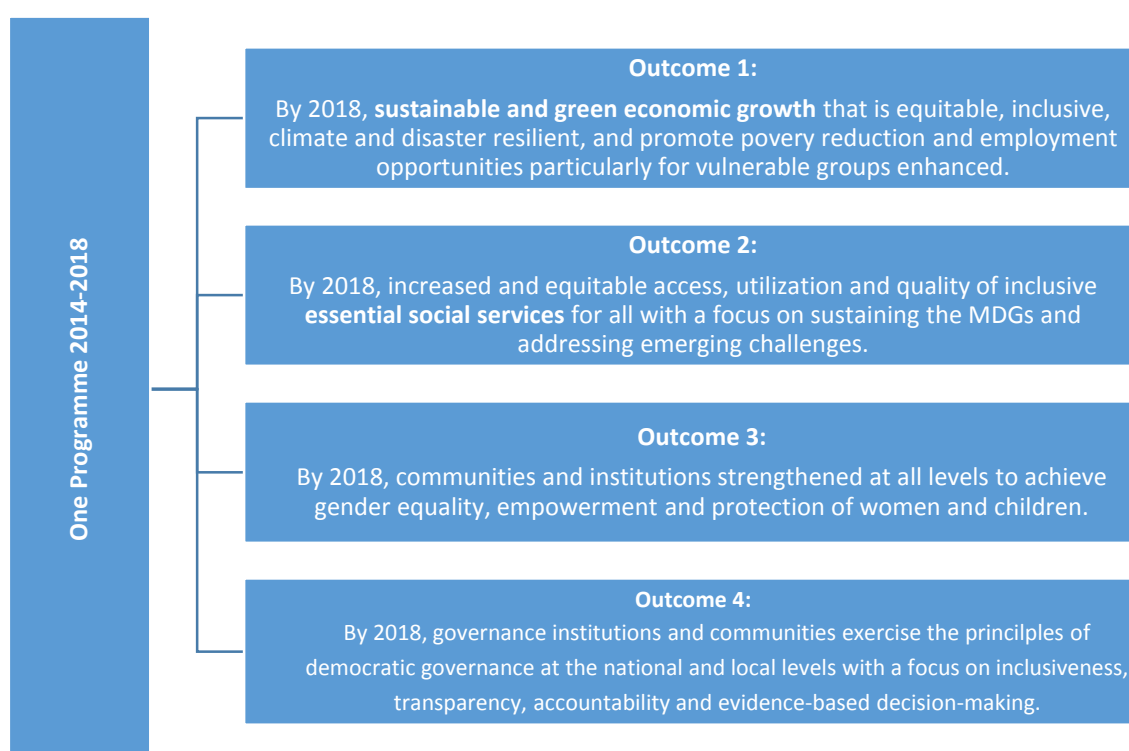 One Programme 2014-2018
Outcome 1:
By 2018, sustainable and green economic growth that is equitable, inclusive,
climate and disaster resilient, and promote povery reduction and employment
opportunities particularly for vulnerable groups enhanced.
Outcome 2:
By 2018, increased and equitable access, utilization and quality of inclusive
essential social services for all with a focus on sustaining the MDGs and
addressing emerging challenges.
Outcome 3:
By 2018, communities and institutions strengthened at all levels to achieve
gender equality, empowerment and protection of women and children.
Outcome 4:
By 2018, governance institutions and communities exercise the princilples of
democratic governance at the national and local levels with a focus on inclusiveness,
transparency, accountability and evidence-based decision-making.